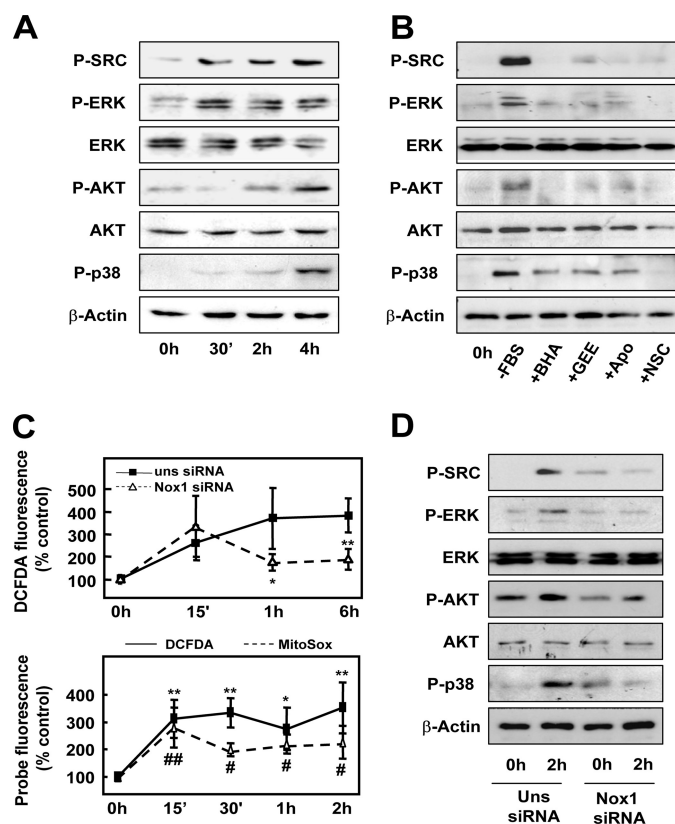 A
P-SRC
P-ERK
ERK
P-AKT
AKT
P-p38
β-Actin
0h 30’ 2h 4h
B
P-SRC
P-ERK
ERK
P-AKT
AKT
P-p38
β-Actin
0h -FBS +BHA +GEE +Apo +NSC
C
uns siRNA
Nox1 siRNA
DCFDA fluorescence
(% control)
500
400
300
200
100
*
**
0h 15' 1h 6h
DCFDA MitoSox
Probe fluorescence
(% control)
400
300
200
100
** ** * **
## # # #
0h 15’ 30' 1h 2h
D
P-SRC
P-ERK
ERK
P-AKT
AKT
P-p38
β-Actin
0h 2h 0h 2h
Uns
siRNA
Nox1
siRNA